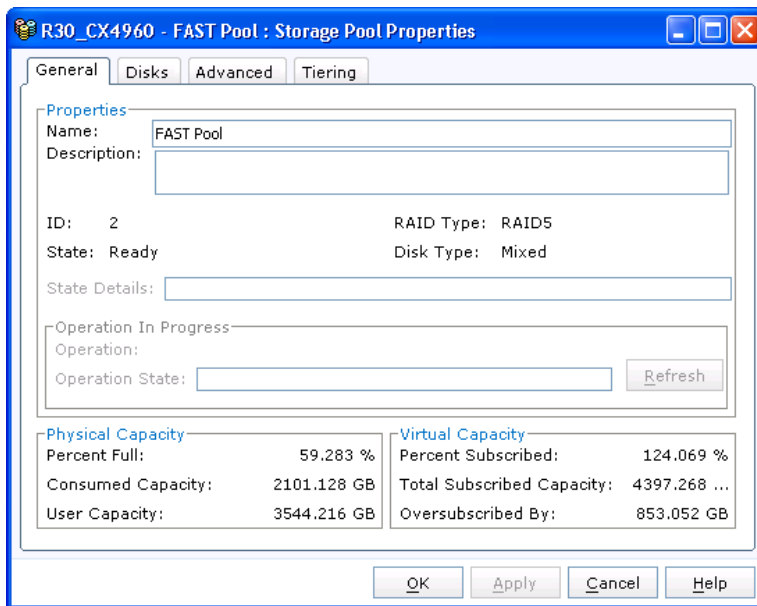 R30_CX4960 - FAST Pool : Storage Pool Properties
General Disks Advanced Tiering
Properties
Name: FAST Pool
Description:
ID: 2 RAID Type: RAID5
State: Ready Disk Type: Mixed
State Details:
Operation In Progress
Operation:
Operation State: Refresh
Physical Capacity Virtual Capacity
Percent Full: 59.283 % Percent Subscribed: 124.069 %
Consumed Capacity: 2101.128 GB Total Subscribed Capacity: 4397.268 ...
User Capacity: 3544.216 GB Oversubscribed By: 853.052 GB
OK Apply Cancel Help